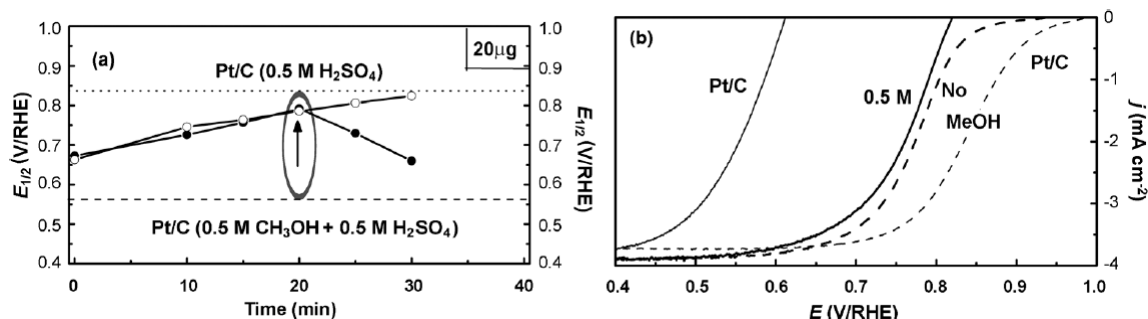 (a)
20μg
Pt/C (0.5 M H₂SO₄)
Pt/C (0.5 M CH₃OH + 0.5 M H₂SO₄)
E₁/₂ (V/RHE)
1.0
0.9
0.8
0.7
0.6
0.5
0.4
1.0
0.9
0.8
0.7
0.6
0.5
0.4
E₁/₂ (V/RHE)
0
10
20
30
40
Time (min)
(b)
Pt/C
0.5 M
No
MeOH
Pt/C
0
-1
-2
-3
-4
j (mA cm⁻²)
0.4
0.5
0.6
0.7
0.8
0.9
1.0
E (V/RHE)